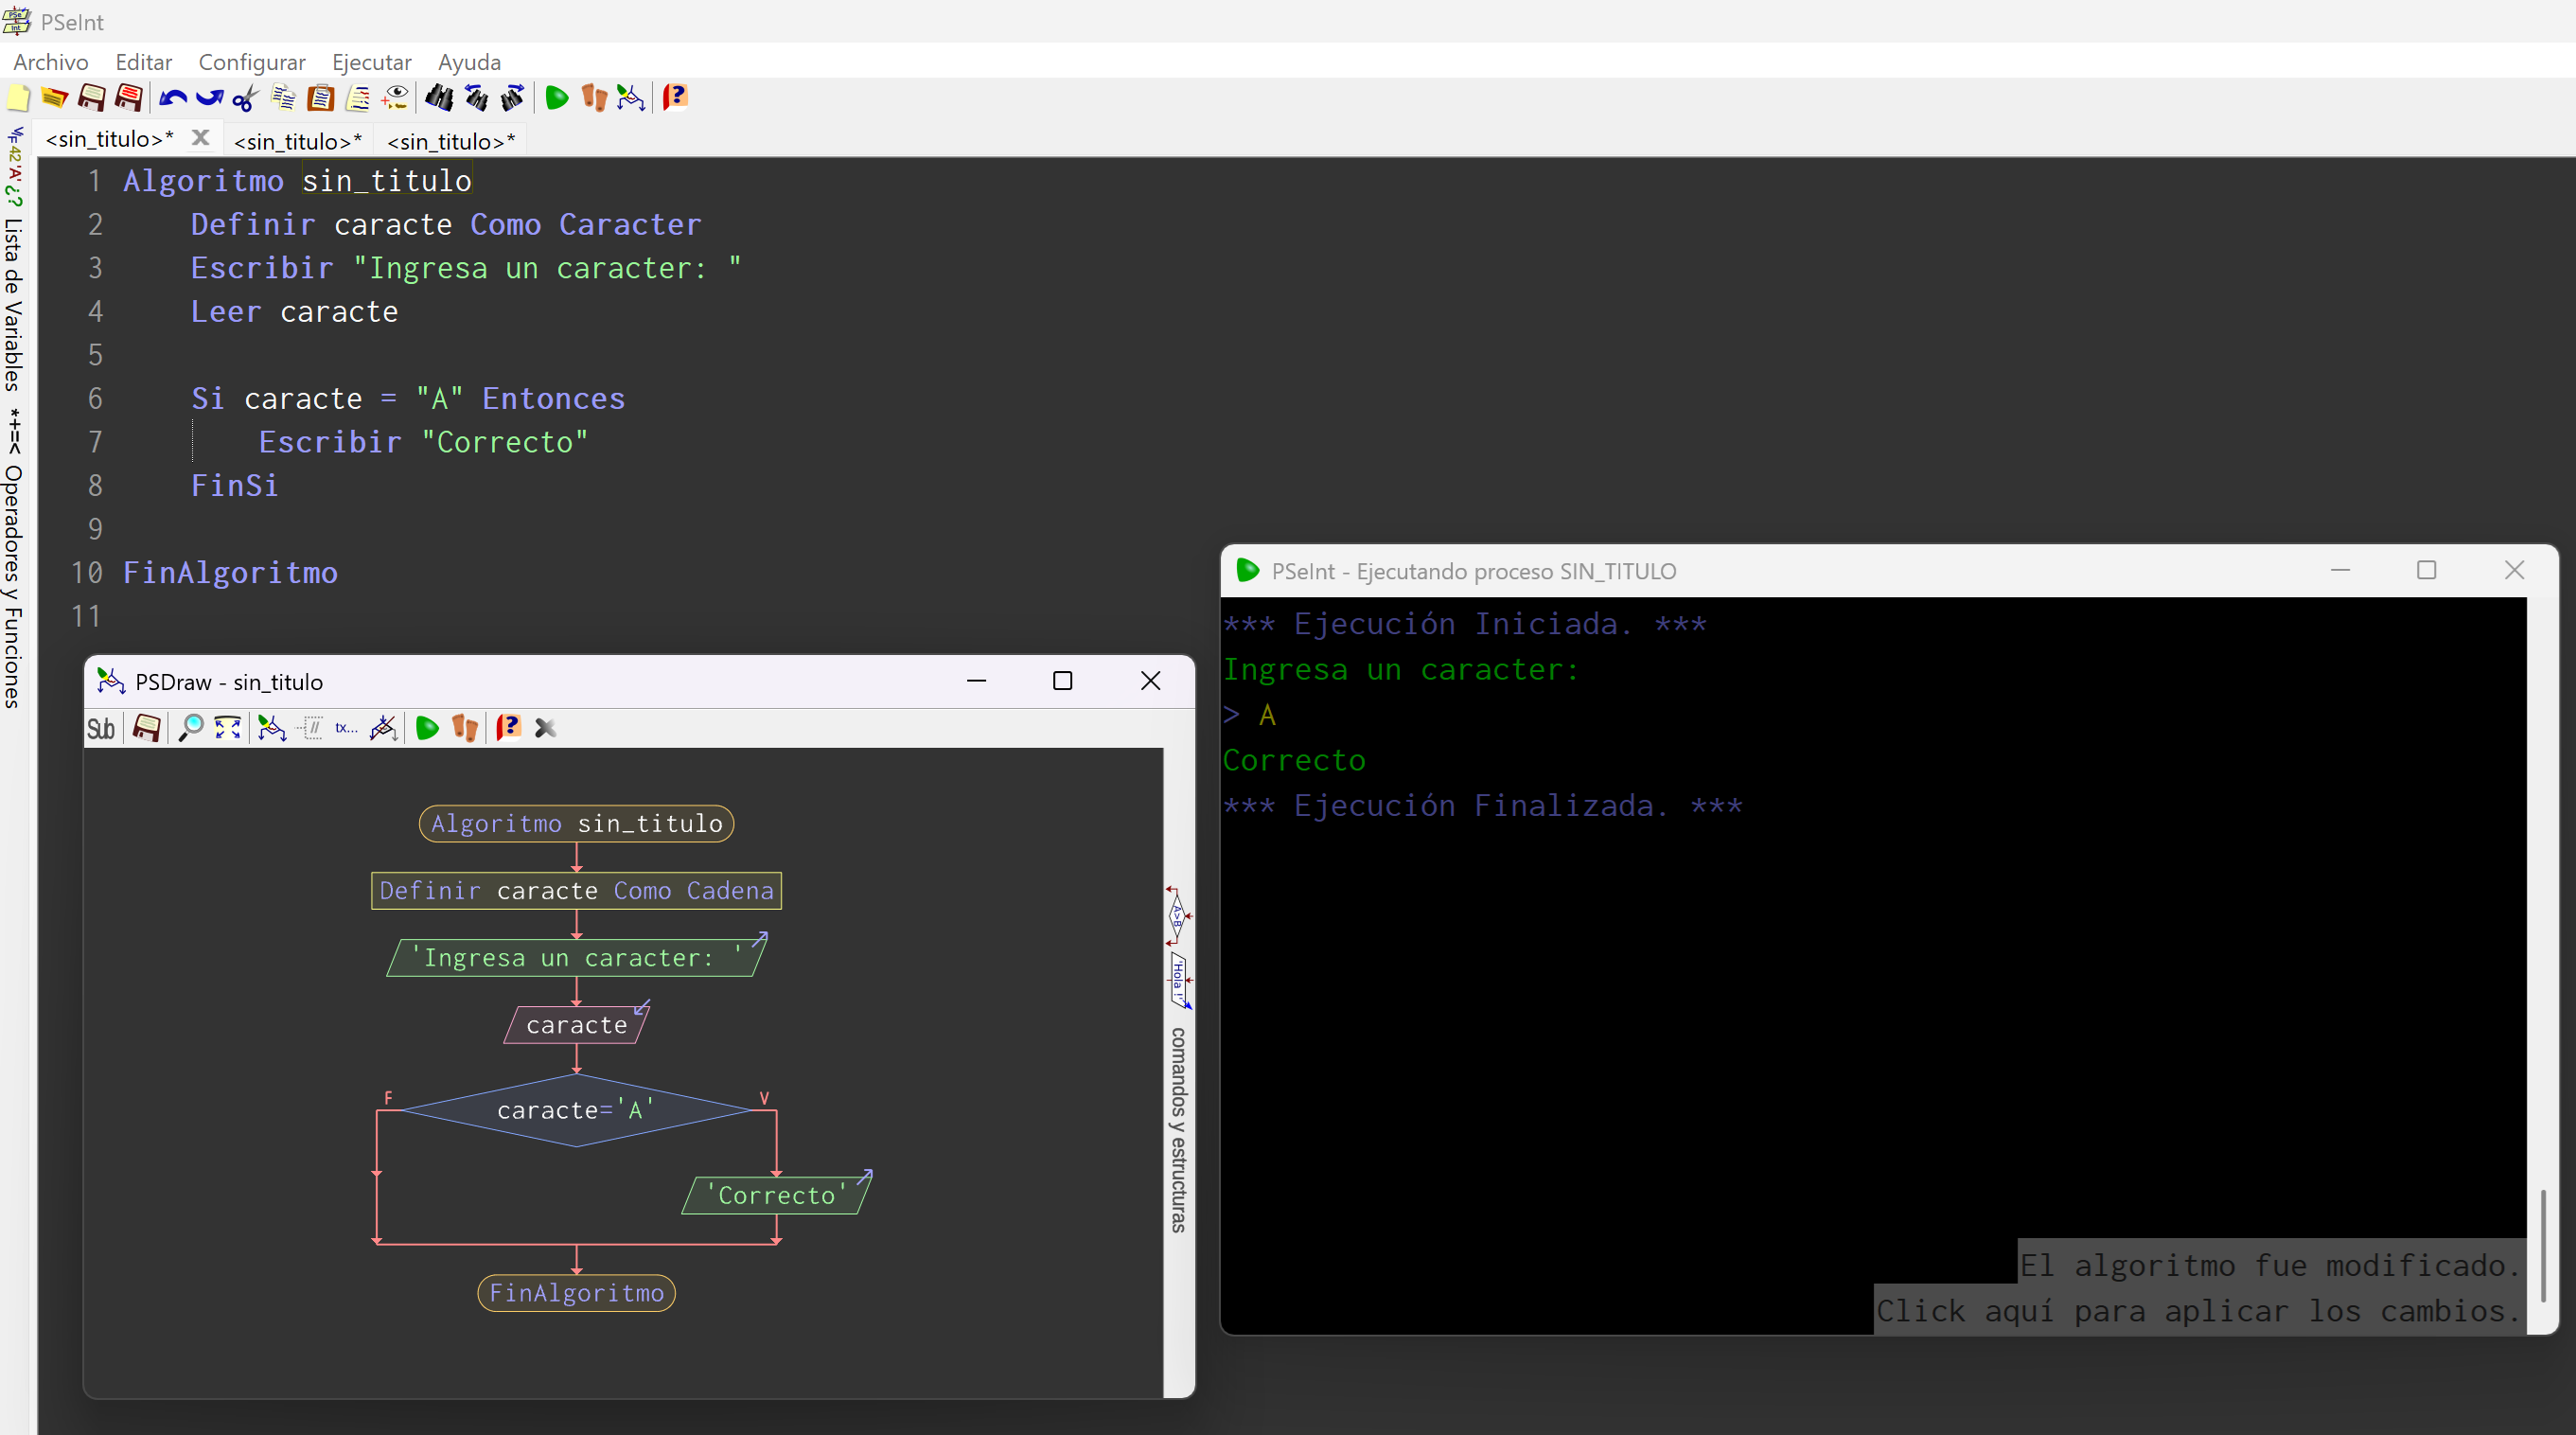 PSeInt
Archivo Editar Configurar Ejecutar Ayuda
<sin_titulo>* <sin_titulo>* <sin_titulo>*
Lista de Variables
*+=< Operadores y Funciones
1 Algoritmo sin_titulo
2 Definir caracte Como Caracter
3 Escribir "Ingresa un caracter: "
4 Leer caracte
5
6 Si caracte = "A" Entonces
7 Escribir "Correcto"
8 FinSi
9
10 FinAlgoritmo
11
PSDraw - sin_titulo
Sub tx...
Algoritmo sin_titulo
Definir caracte Como Cadena
'Ingresa un caracter: '
caracte
F caracte='A' V
'Correcto'
FinAlgoritmo
A>B
'Hola !'
comandos y estructuras
PSeInt - Ejecutando proceso SIN_TITULO
*** Ejecución Iniciada. ***
Ingresa un caracter:
> A
Correcto
*** Ejecución Finalizada. ***
El algoritmo fue modificado.
Click aquí para aplicar los cambios.